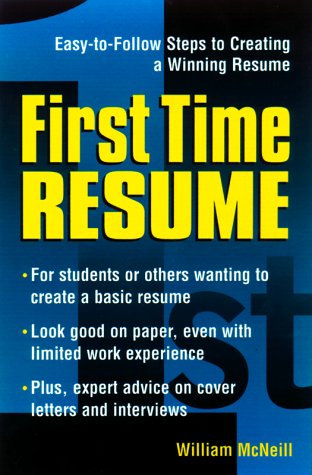 Easy-to-Follow Steps to Creating
a Winning Resume
First Time
RESUME
1st
• For students or others wanting to
create a basic resume
• Look good on paper, even with
limited work experience
• Plus, expert advice on cover
letters and interviews
William McNeill